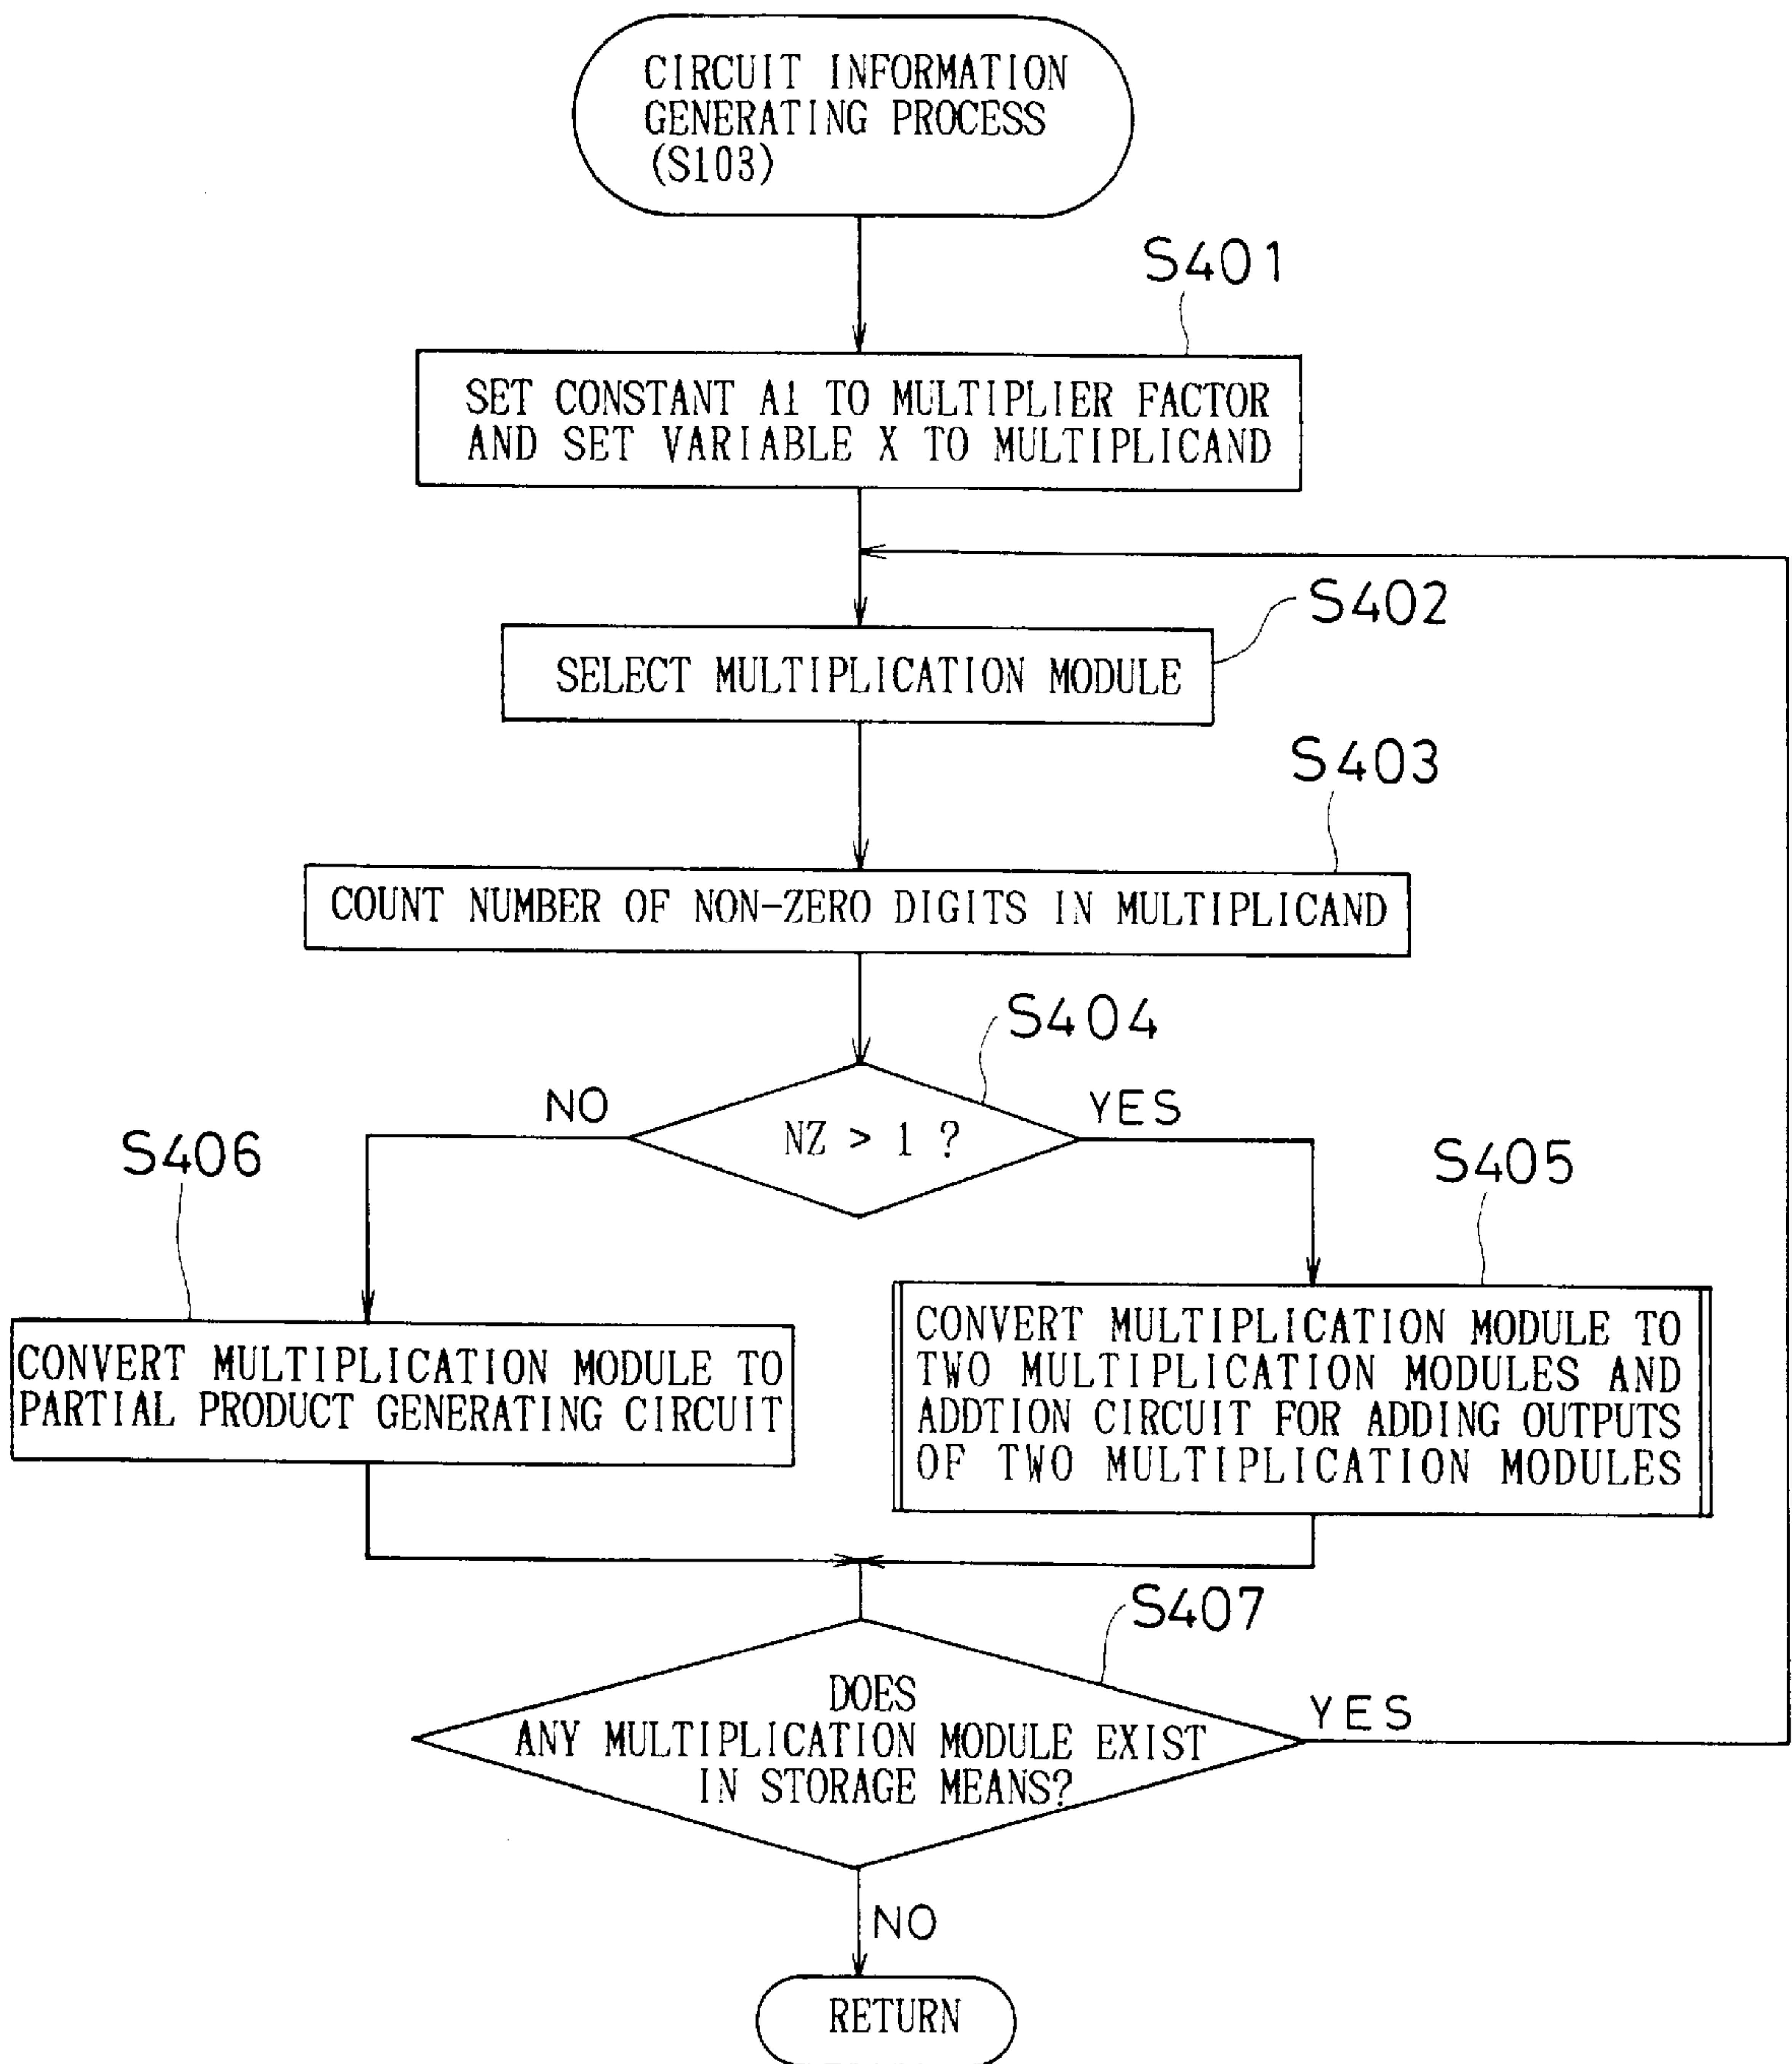 CIRCUIT INFORMATION
GENERATING PROCESS
(S103)
S401
SET CONSTANT A1 TO MULTIPLIER FACTOR
AND SET VARIABLE X TO MULTIPLICAND
S402
SELECT MULTIPLICATION MODULE
S403
COUNT NUMBER OF NON-ZERO DIGITS IN MULTIPLICAND
S404
NO
NZ > 1 ?
YES
S406
S405
CONVERT MULTIPLICATION MODULE TO
PARTIAL PRODUCT GENERATING CIRCUIT
CONVERT MULTIPLICATION MODULE TO
TWO MULTIPLICATION MODULES AND
ADDTION CIRCUIT FOR ADDING OUTPUTS
OF TWO MULTIPLICATION MODULES
S407
DOES
ANY MULTIPLICATION MODULE EXIST
IN STORAGE MEANS?
YES
NO
RETURN